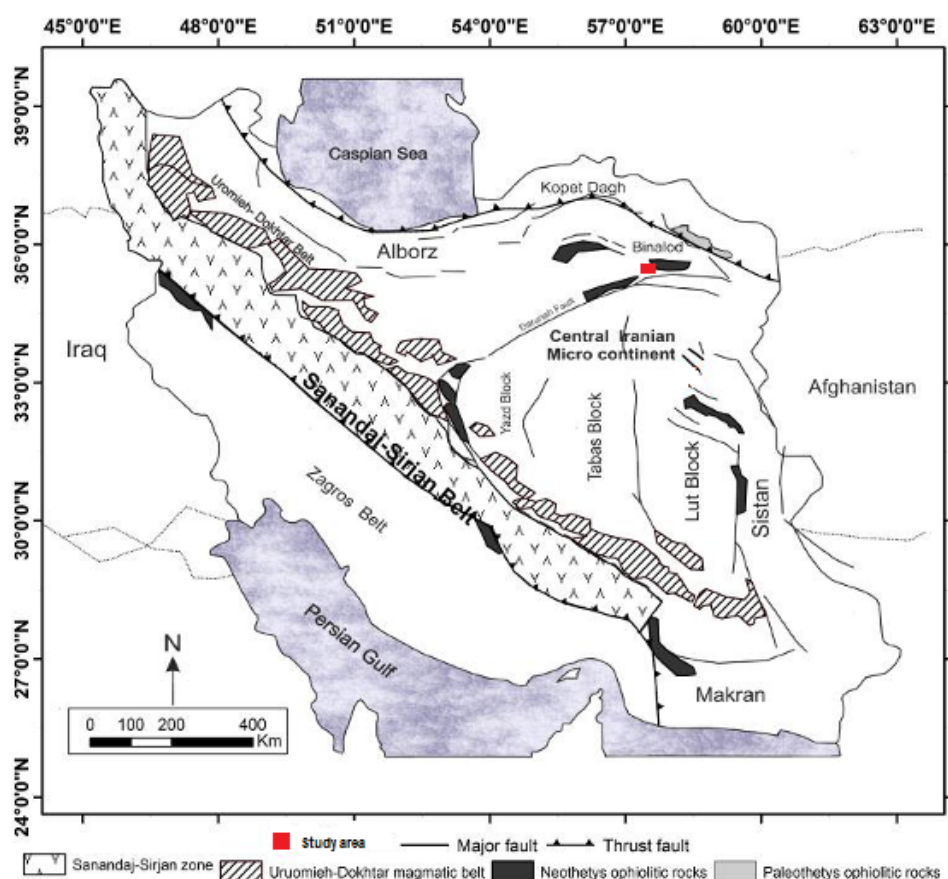 45°0'0"E 48°0'0"E 51°0'0"E 54°0'0"E 57°0'0"E 60°0'0"E 63°0'0"E
39°0'0"N
36°0'0"N
33°0'0"N
30°0'0"N
27°0'0"N
24°0'0"N
Caspian Sea
Kopet Dagh
Uromieh- Dokhtar Belt
Alborz
Binalod
Darunah Fault
Central Iranian
Micro continent
Iraq
Afghanistan
Yazd Block
Sanandal-Sirjan Belt
Tabas Block
Lut Block
Sistan
Zagros Belt
Persian Gulf
N
Makran
0 100 200 400
Km
Study area
Major fault
Thrust fault
Sanandaj-Sirjan zone
Uruomieh-Dokhtar magmatic belt
Neothetys ophiolitic rocks
Paleothetys ophiolitic rocks